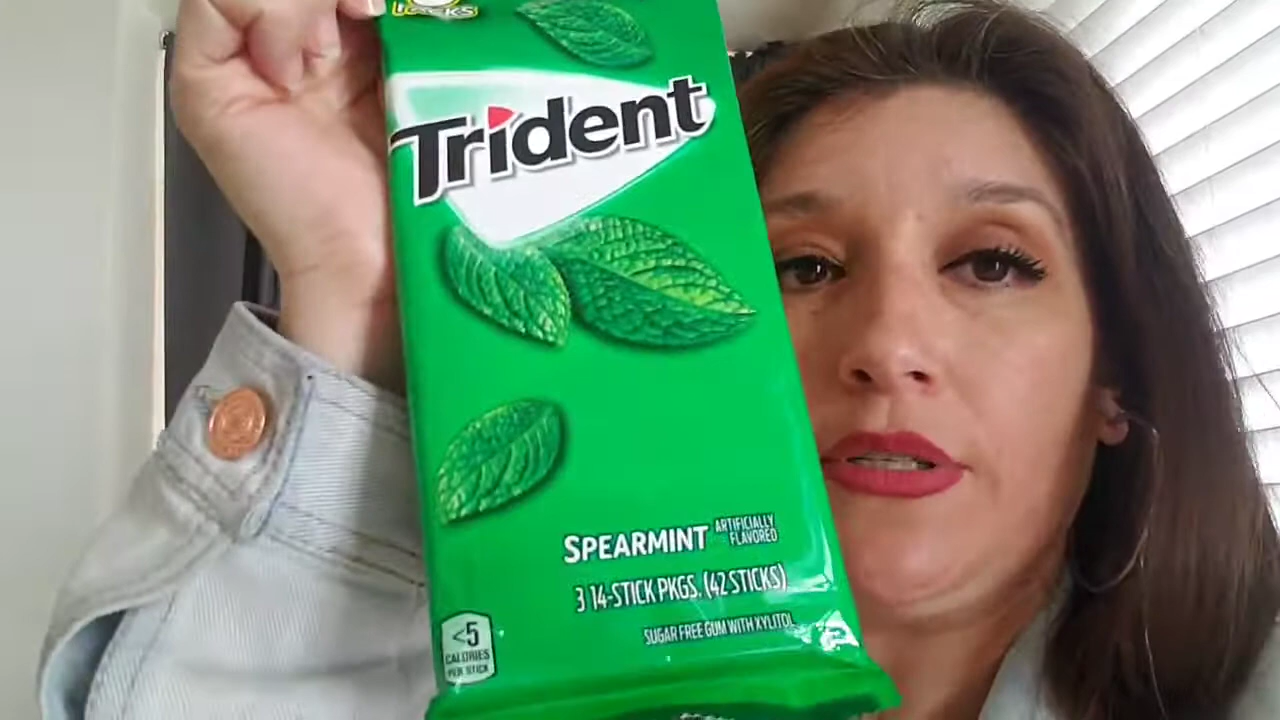 Trident
SPEARMINT ARTIFICIALLY
FLAVORED
3 14-STICK PKGS. (42 STICKS)
SUGAR FREE GUM WITH XYLITOL
<5
CALORIES
PER STICK